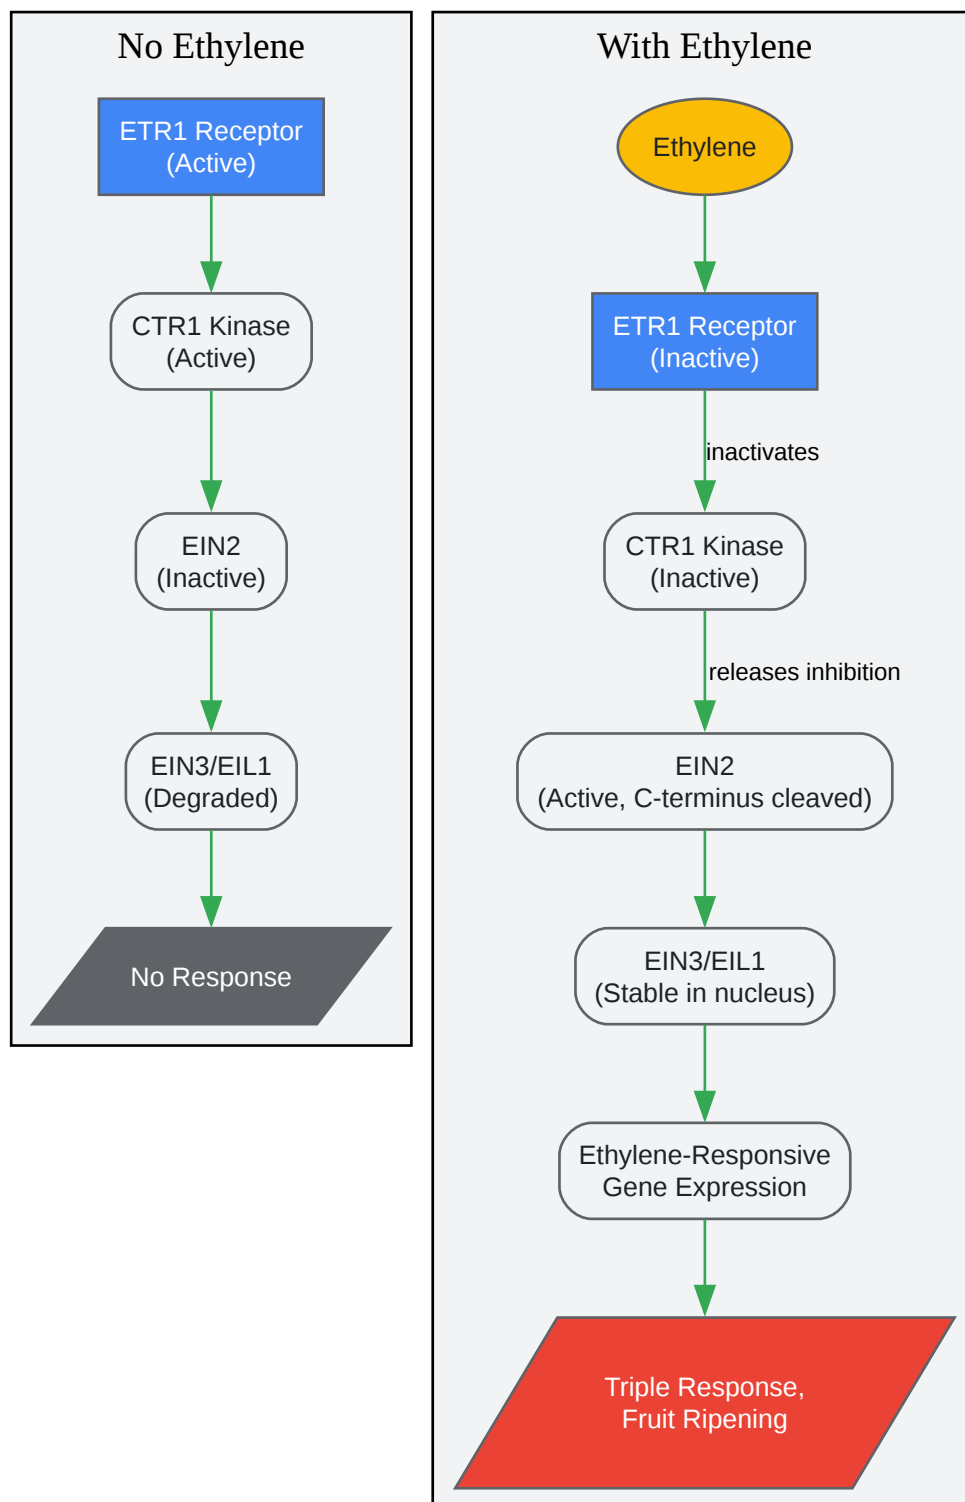 No Ethylene
ETR1 Receptor
(Active)
CTR1 Kinase
(Active)
EIN2
(Inactive)
EIN3/EIL1
(Degraded)
No Response
With Ethylene
Ethylene
ETR1 Receptor
(Inactive)
inactivates
CTR1 Kinase
(Inactive)
releases inhibition
EIN2
(Active, C-terminus cleaved)
EIN3/EIL1
(Stable in nucleus)
Ethylene-Responsive
Gene Expression
Triple Response,
Fruit Ripening